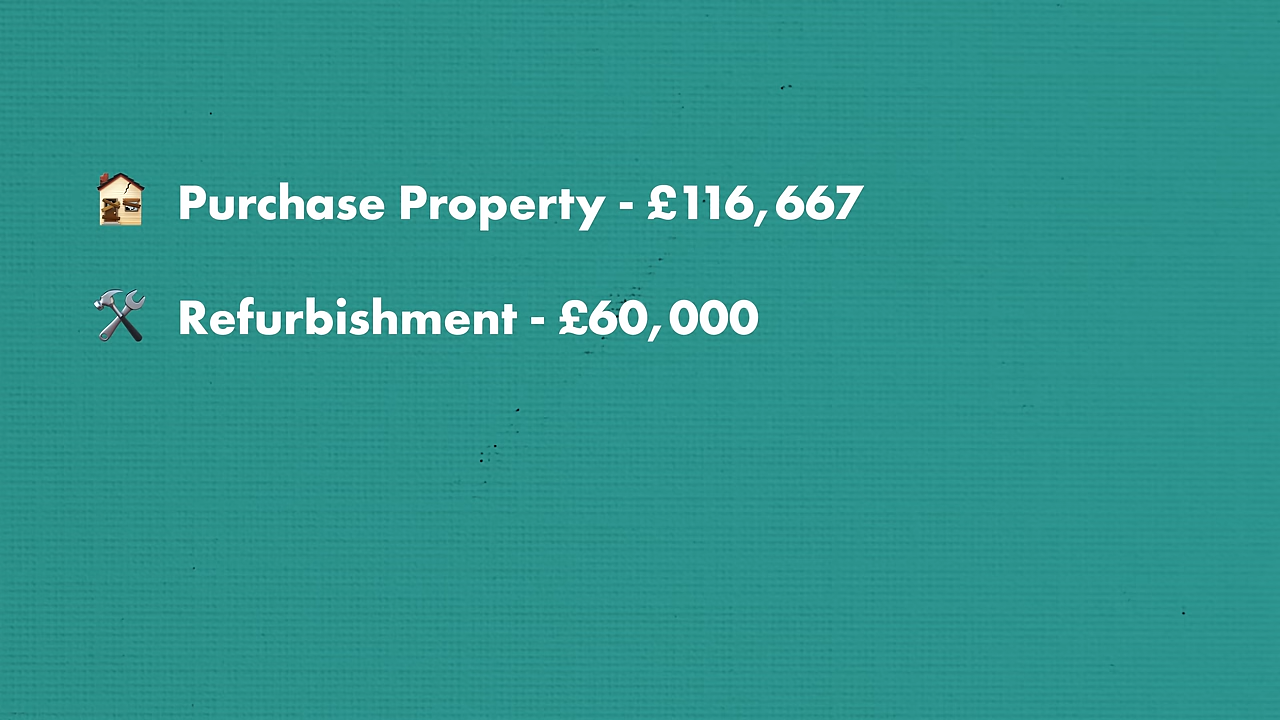 Purchase Property - £116,667
Refurbishment - £60,000